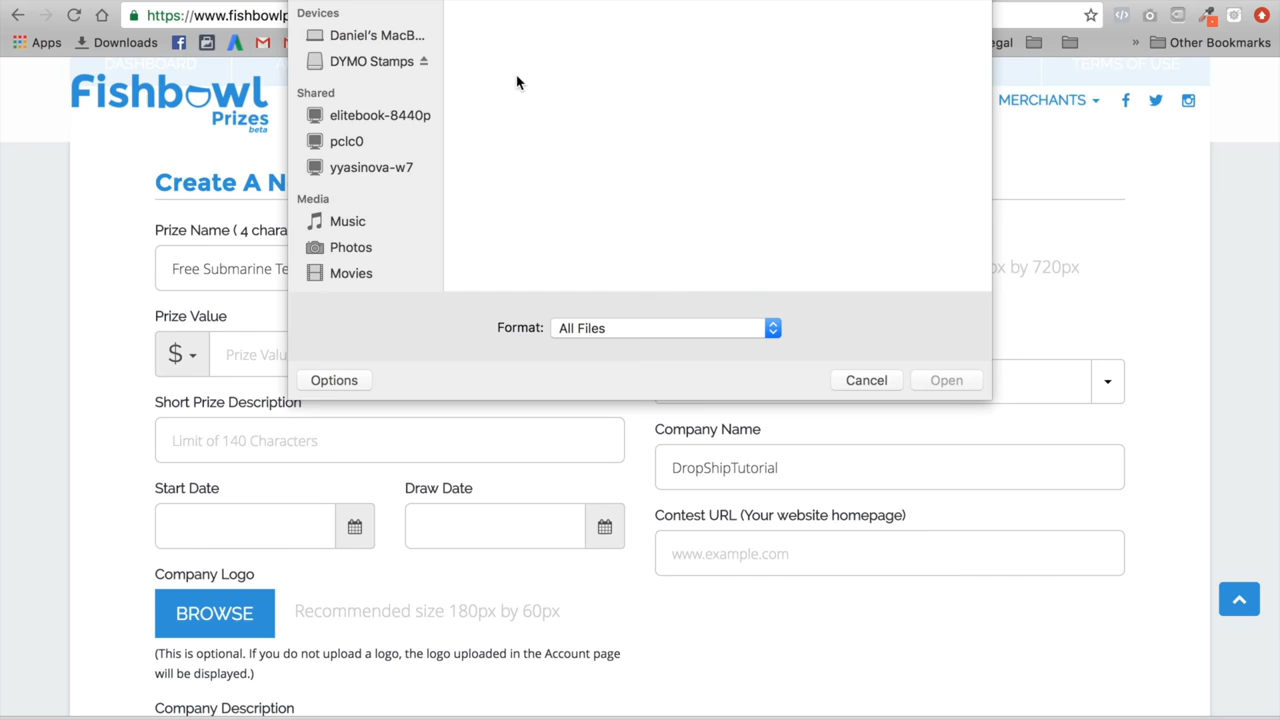 https://www.fishbowlp
Apps
Downloads
egal
»
Other Bookmarks
Devices
Daniel's MacB...
DYMO Stamps
Shared
elitebook-8440p
pclc0
yyasinova-w7
Media
Music
Photos
Movies
Format: All Files
Options
Cancel
Open
DASHBOARD
TERMS OF USE
Fishbowl
Prizes
beta
MERCHANTS
Create A N
Prize Name ( 4 chara
Free Submarine Te
px by 720px
Prize Value
$
Prize Valu
Short Prize Description
Limit of 140 Characters
Company Name
DropShipTutorial
Start Date
Draw Date
Contest URL (Your website homepage)
www.example.com
Company Logo
BROWSE
Recommended size 180px by 60px
(This is optional. If you do not upload a logo, the logo uploaded in the Account page
will be displayed.)
Company Description